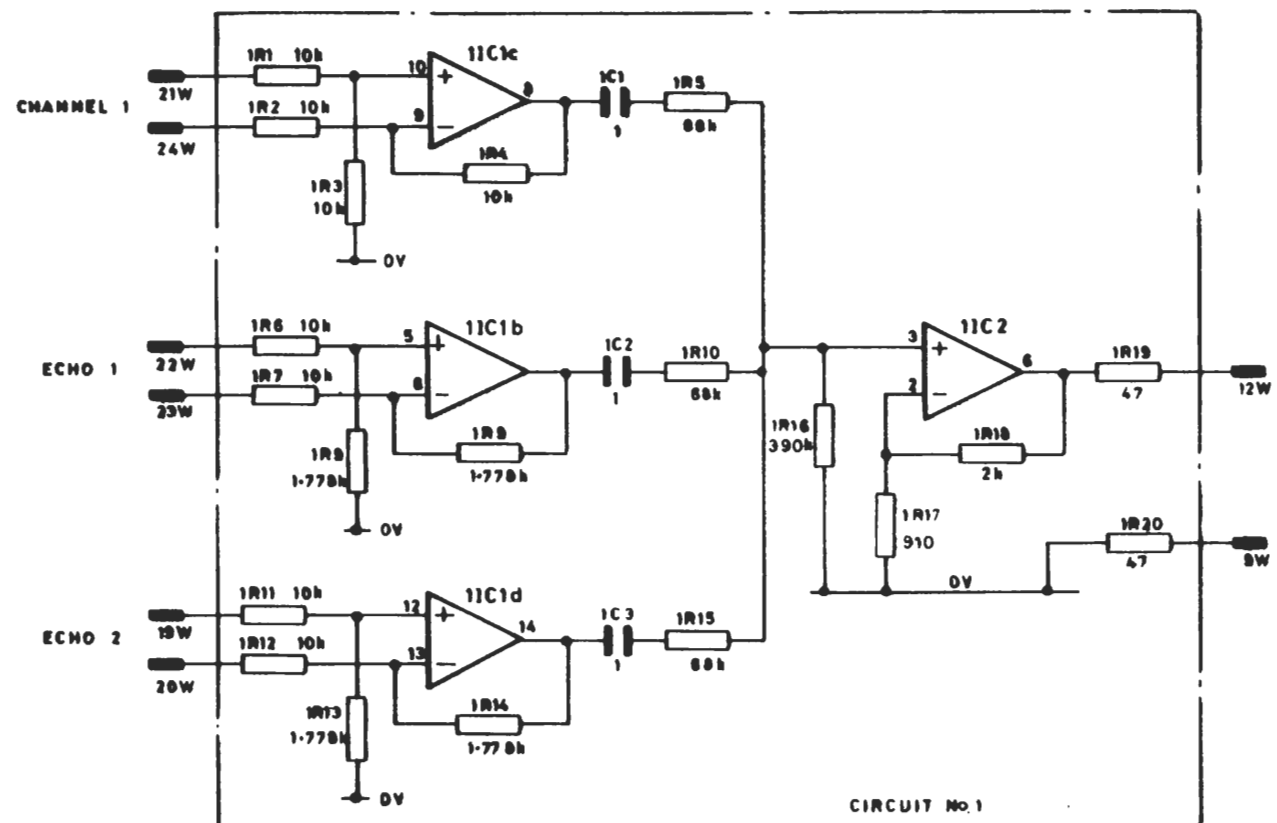 CHANNEL 1
21W
24W
1R1 10k
1R2 10k
1R3
10k
10
9
+
−
1IC1c
8
1R4
10k
1C1
1
1R5
68k
0V
ECHO 1
22W
23W
1R6 10k
1R7 10k
1R8
1·778k
5
6
+
−
1IC1b
1R9
1·778k
1C2
1
1R10
68k
0V
ECHO 2
19W
20W
1R11 10k
1R12 10k
1R13
1·778k
12
13
+
−
1IC1d
14
1R14
1·778k
1C3
1
1R15
68k
0V
1R16
390k
3
2
+
−
1IC2
6
1R18
2k
1R17
910
0V
1R19
47
12W
1R20
47
9W
CIRCUIT No.1